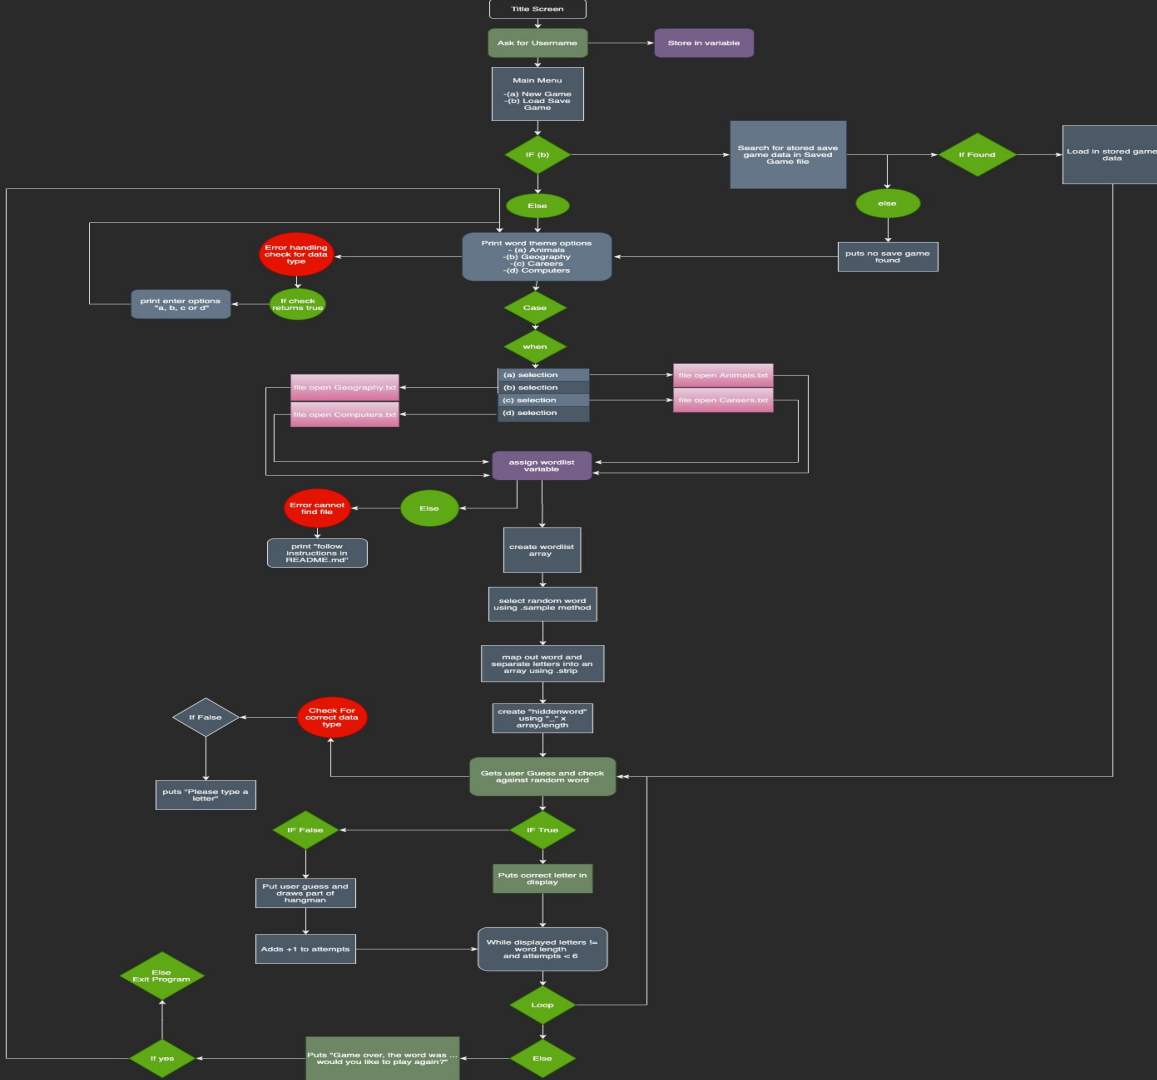 Title Screen
Ask for Username
Store in variable
Main Menu
-(a) New Game
-(b) Load Save
Game
IF (b)
Search for stored save
game data in Saved
Game file
If Found
Load in stored game
data
Else
else
puts no save game
found
Print word theme options
- (a) Animals
-(b) Geography
-(c) Careers
-(d) Computers
Error handling
check for data
type
If check
returns true
print enter options
"a, b, c or d"
Case
when
(a) selection
(b) selection
(c) selection
(d) selection
file open Geography.txt
file open Computers.txt
file open Animals.txt
file open Careers.txt
assign wordlist
variable
Else
Error cannot
find file
print "follow
instructions in
README.md"
create wordlist
array
select random word
using .sample method
map out word and
separate letters into an
array using .strip
create "hiddenword"
using "_" x
array,length
Check For
correct data
type
If False
puts "Please type a
letter"
Gets user Guess and check
against random word
IF True
IF False
Puts correct letter in
display
Put user guess and
draws part of
hangman
Adds +1 to attempts
While displayed letters !=
word length
and attempts < 6
Loop
Else
Puts "Game over, the word was ...
would you like to play again?"
If yes
Else
Exit Program